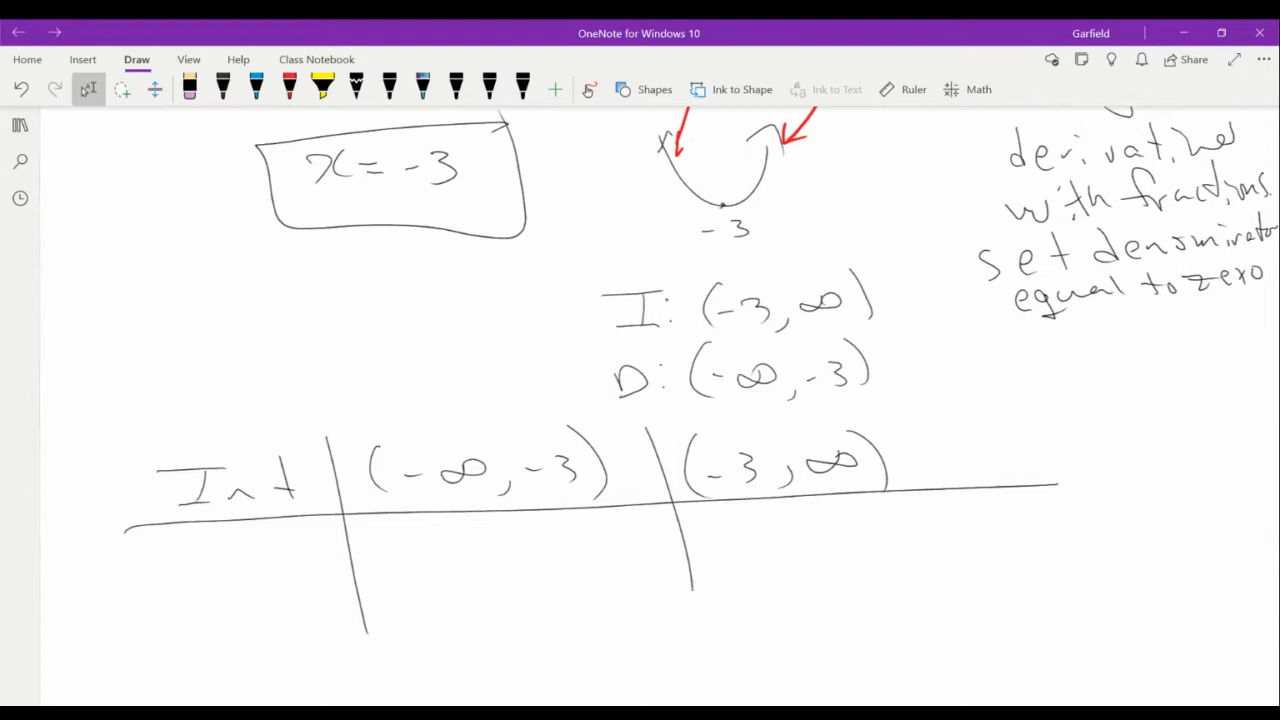 OneNote for Windows 10
Garfield
Home Insert Draw View Help Class Notebook
Share
Shapes Ink to Shape Ink to Text Ruler Math
x = -3
-3
derivative
with fractions
set denominator
equal to zero
I: (-3, ∞)
D: (-∞, -3)
Int (-∞, -3) (-3, ∞)